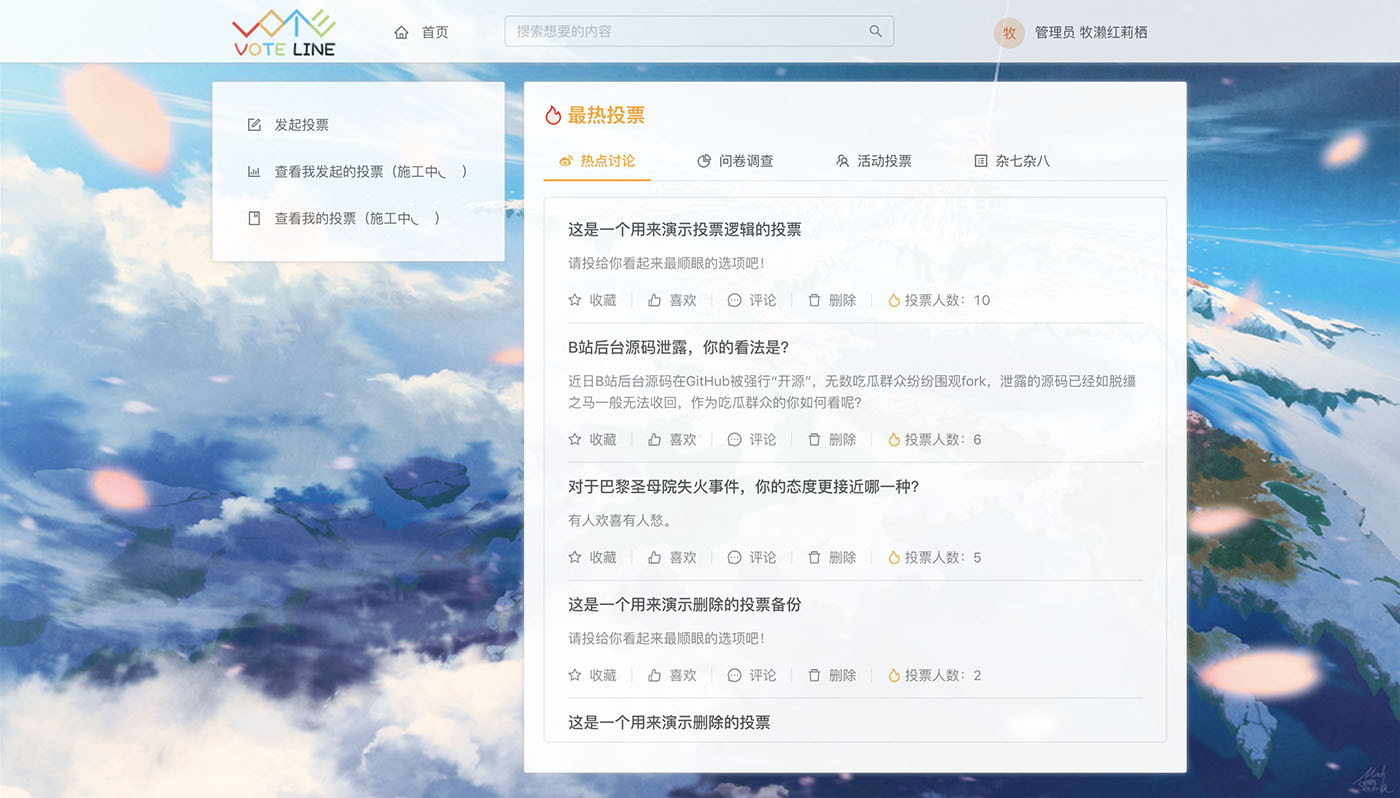 VOTE LINE
首页
搜索想要的内容
牧
管理员 牧濑红莉栖
发起投票
查看我发起的投票（施工中㇏ ）
查看我的投票（施工中㇏ ）
最热投票
热点讨论
问卷调查
活动投票
杂七杂八
这是一个用来演示投票逻辑的投票
请投给你看起来最顺眼的选项吧！
收藏 喜欢 评论 删除 投票人数：10
B站后台源码泄露，你的看法是？
近日B站后台源码在GitHub被强行“开源”，无数吃瓜群众纷纷围观fork，泄露的源码已经如脱缰
之马一般无法收回，作为吃瓜群众的你如何看呢？
收藏 喜欢 评论 删除 投票人数：6
对于巴黎圣母院失火事件，你的态度更接近哪一种？
有人欢喜有人愁。
收藏 喜欢 评论 删除 投票人数：5
这是一个用来演示删除的投票备份
请投给你看起来最顺眼的选项吧！
收藏 喜欢 评论 删除 投票人数：2
这是一个用来演示删除的投票